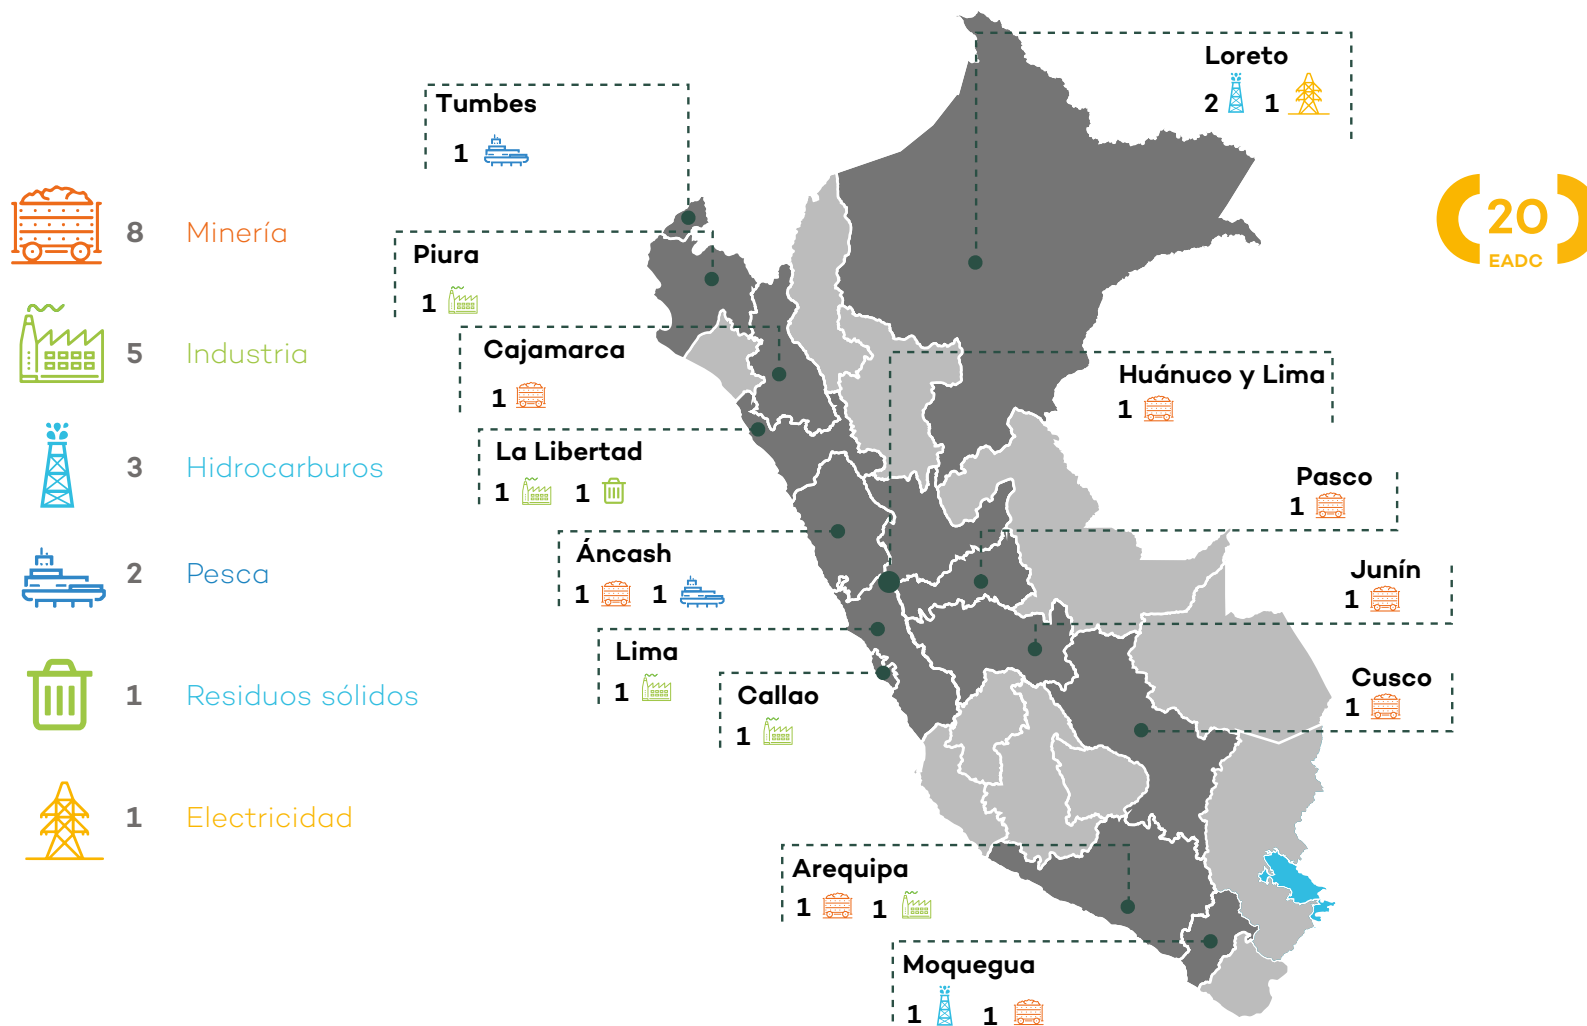 8 Minería
5 Industria
3 Hidrocarburos
2 Pesca
1 Residuos sólidos
1 Electricidad
Tumbes
1
Piura
1
Cajamarca
1
La Libertad
1 1
Áncash
1 1
Lima
1
Callao
1
Arequipa
1 1
Moquegua
1 1
Loreto
2 1
Huánuco y Lima
1
Pasco
1
Junín
1
Cusco
1
20
EADC